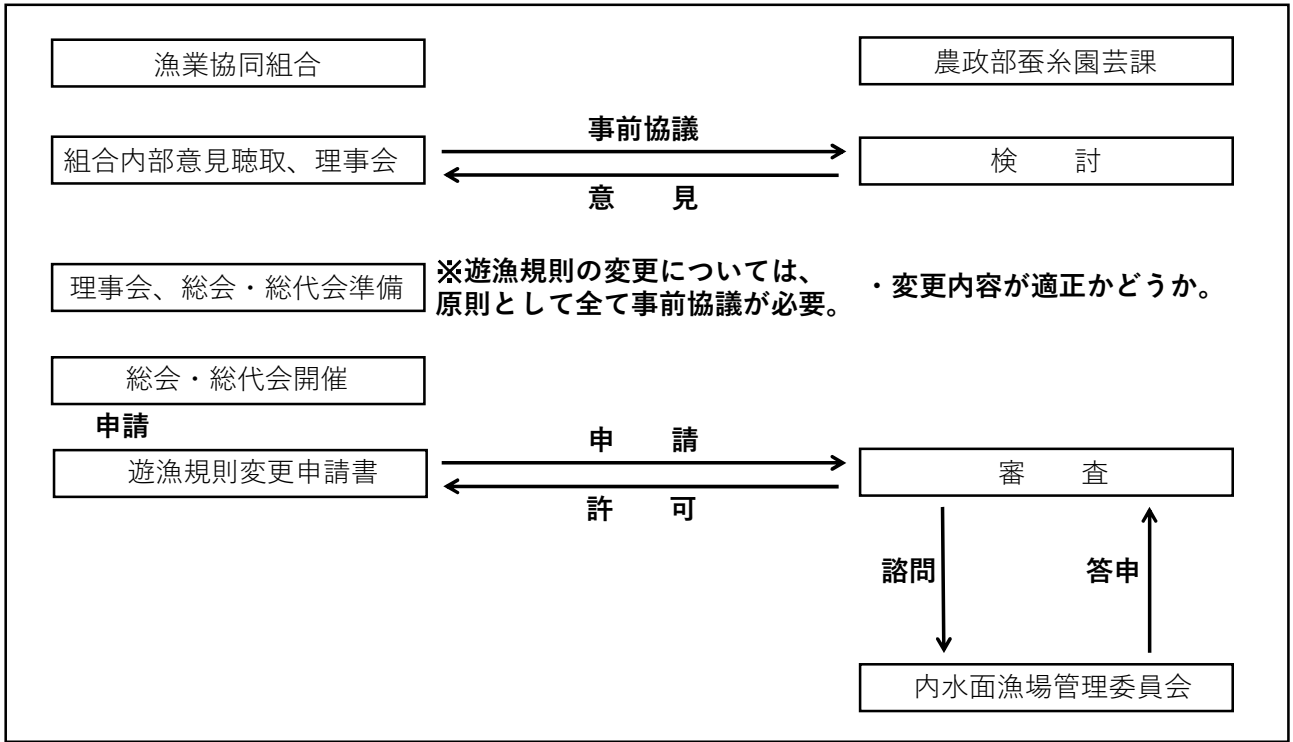 漁業協同組合
農政部蚕糸園芸課
事前協議
組合内部意見聴取、理事会
検　　討
意　　見
理事会、総会・総代会準備
※遊漁規則の変更については、
原則として全て事前協議が必要。
・変更内容が適正かどうか。
総会・総代会開催
申請
申　　請
遊漁規則変更申請書
審　　査
許　　可
諮問
答申
内水面漁場管理委員会